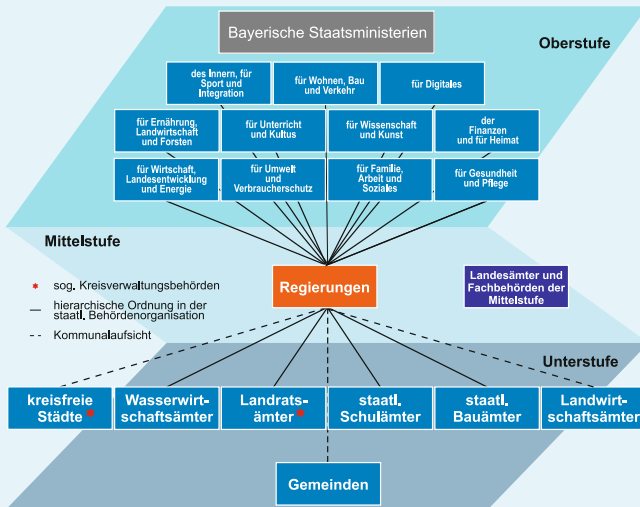 Bayerische Staatsministerien
Oberstufe
des Innern, für
Sport und
Integration
für Wohnen, Bau
und Verkehr
für Digitales
für Ernährung,
Landwirtschaft
und Forsten
für Unterricht
und Kultus
für Wissenschaft
und Kunst
der
Finanzen
und für Heimat
für Wirtschaft,
Landesentwicklung
und Energie
für Umwelt
und
Verbraucherschutz
für Familie,
Arbeit und
Soziales
für Gesundheit
und Pflege
Mittelstufe
* sog. Kreisverwaltungsbehörden
hierarchische Ordnung in der
staatl. Behördenorganisation
Kommunalaufsicht
Regierungen
Landesämter und
Fachbehörden der
Mittelstufe
Unterstufe
kreisfreie
Städte *
Wasserwirt-
schaftsämter
Landrats-
ämter *
staatl.
Schulämter
staatl.
Bauämter
Landwirt-
schaftsämter
Gemeinden